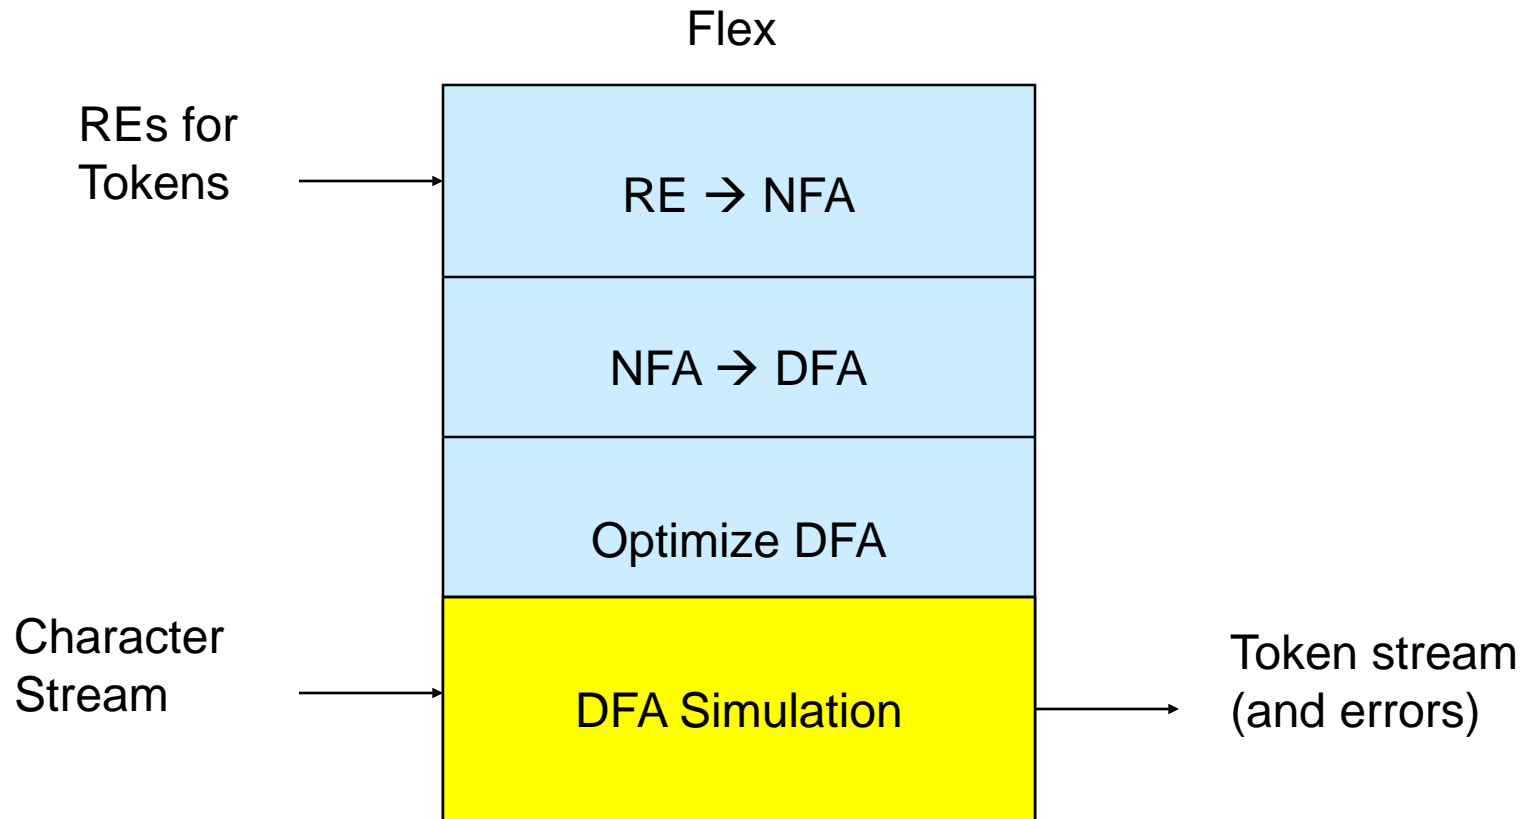 Flex
REs for
Tokens
RE → NFA
NFA → DFA
Optimize DFA
Character
Stream
DFA Simulation
Token stream
(and errors)